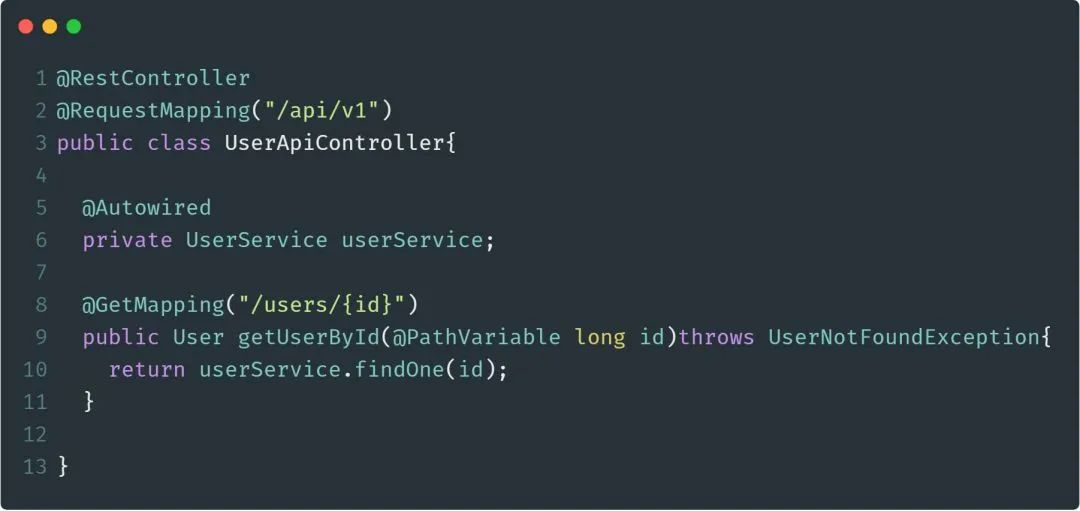 1 @RestController
2 @RequestMapping("/api/v1")
3 public class UserApiController{
4
5   @Autowired
6   private UserService userService;
7
8   @GetMapping("/users/{id}")
9   public User getUserById(@PathVariable long id)throws UserNotFoundException{
10     return userService.findOne(id);
11   }
12
13 }